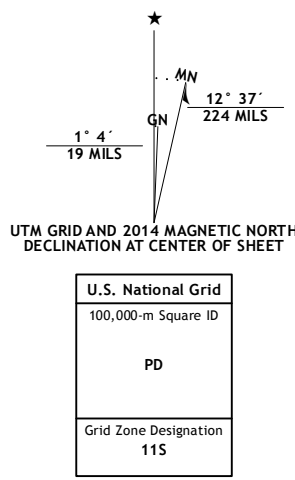 ★
MN
GN
12° 37´
224 MILS
1° 4´
19 MILS
UTM GRID AND 2014 MAGNETIC NORTH
DECLINATION AT CENTER OF SHEET
U.S. National Grid
100,000-m Square ID
PD
Grid Zone Designation
11S